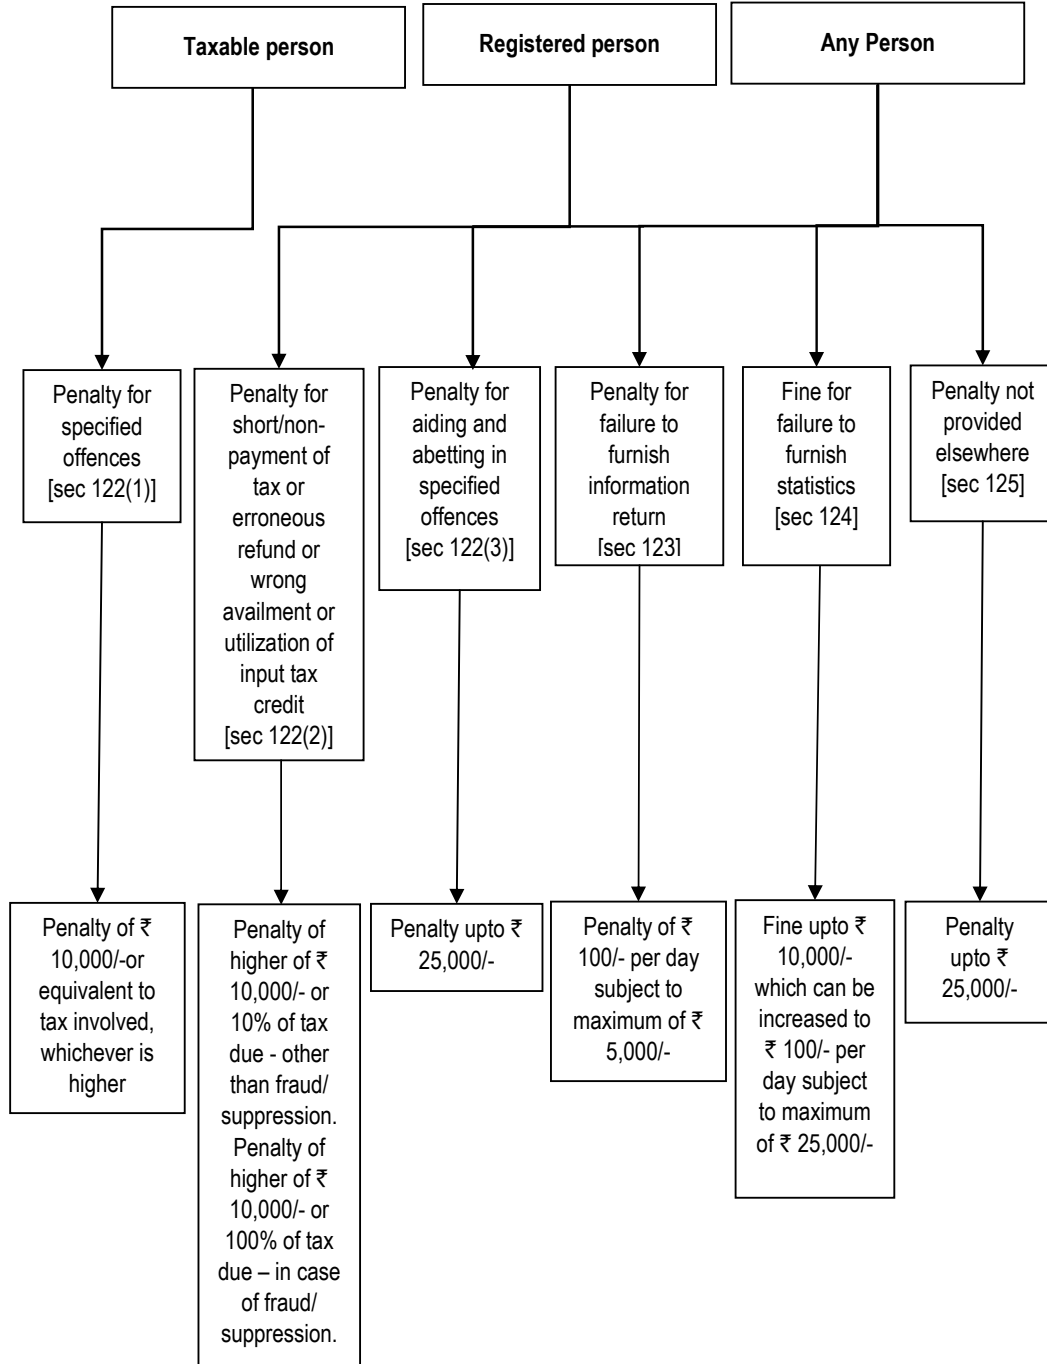 Taxable person
Registered person
Any Person
Penalty for
specified
offences
[sec 122(1)]
Penalty for
short/non-
payment of
tax or
erroneous
refund or
wrong
availment or
utilization of
input tax
credit
[sec 122(2)]
Penalty for
aiding and
abetting in
specified
offences
[sec 122(3)]
Penalty for
failure to
furnish
information
return
[sec 123]
Fine for
failure to
furnish
statistics
[sec 124]
Penalty not
provided
elsewhere
[sec 125]
Penalty of ₹
10,000/-or
equivalent to
tax involved,
whichever is
higher
Penalty of
higher of ₹
10,000/- or
10% of tax
due - other
than fraud/
suppression.
Penalty of
higher of ₹
10,000/- or
100% of tax
due – in case
of fraud/
suppression.
Penalty upto ₹
25,000/-
Penalty of ₹
100/- per day
subject to
maximum of ₹
5,000/-
Fine upto ₹
10,000/-
which can be
increased to
₹ 100/- per
day subject
to maximum
of ₹ 25,000/-
Penalty
upto ₹
25,000/-